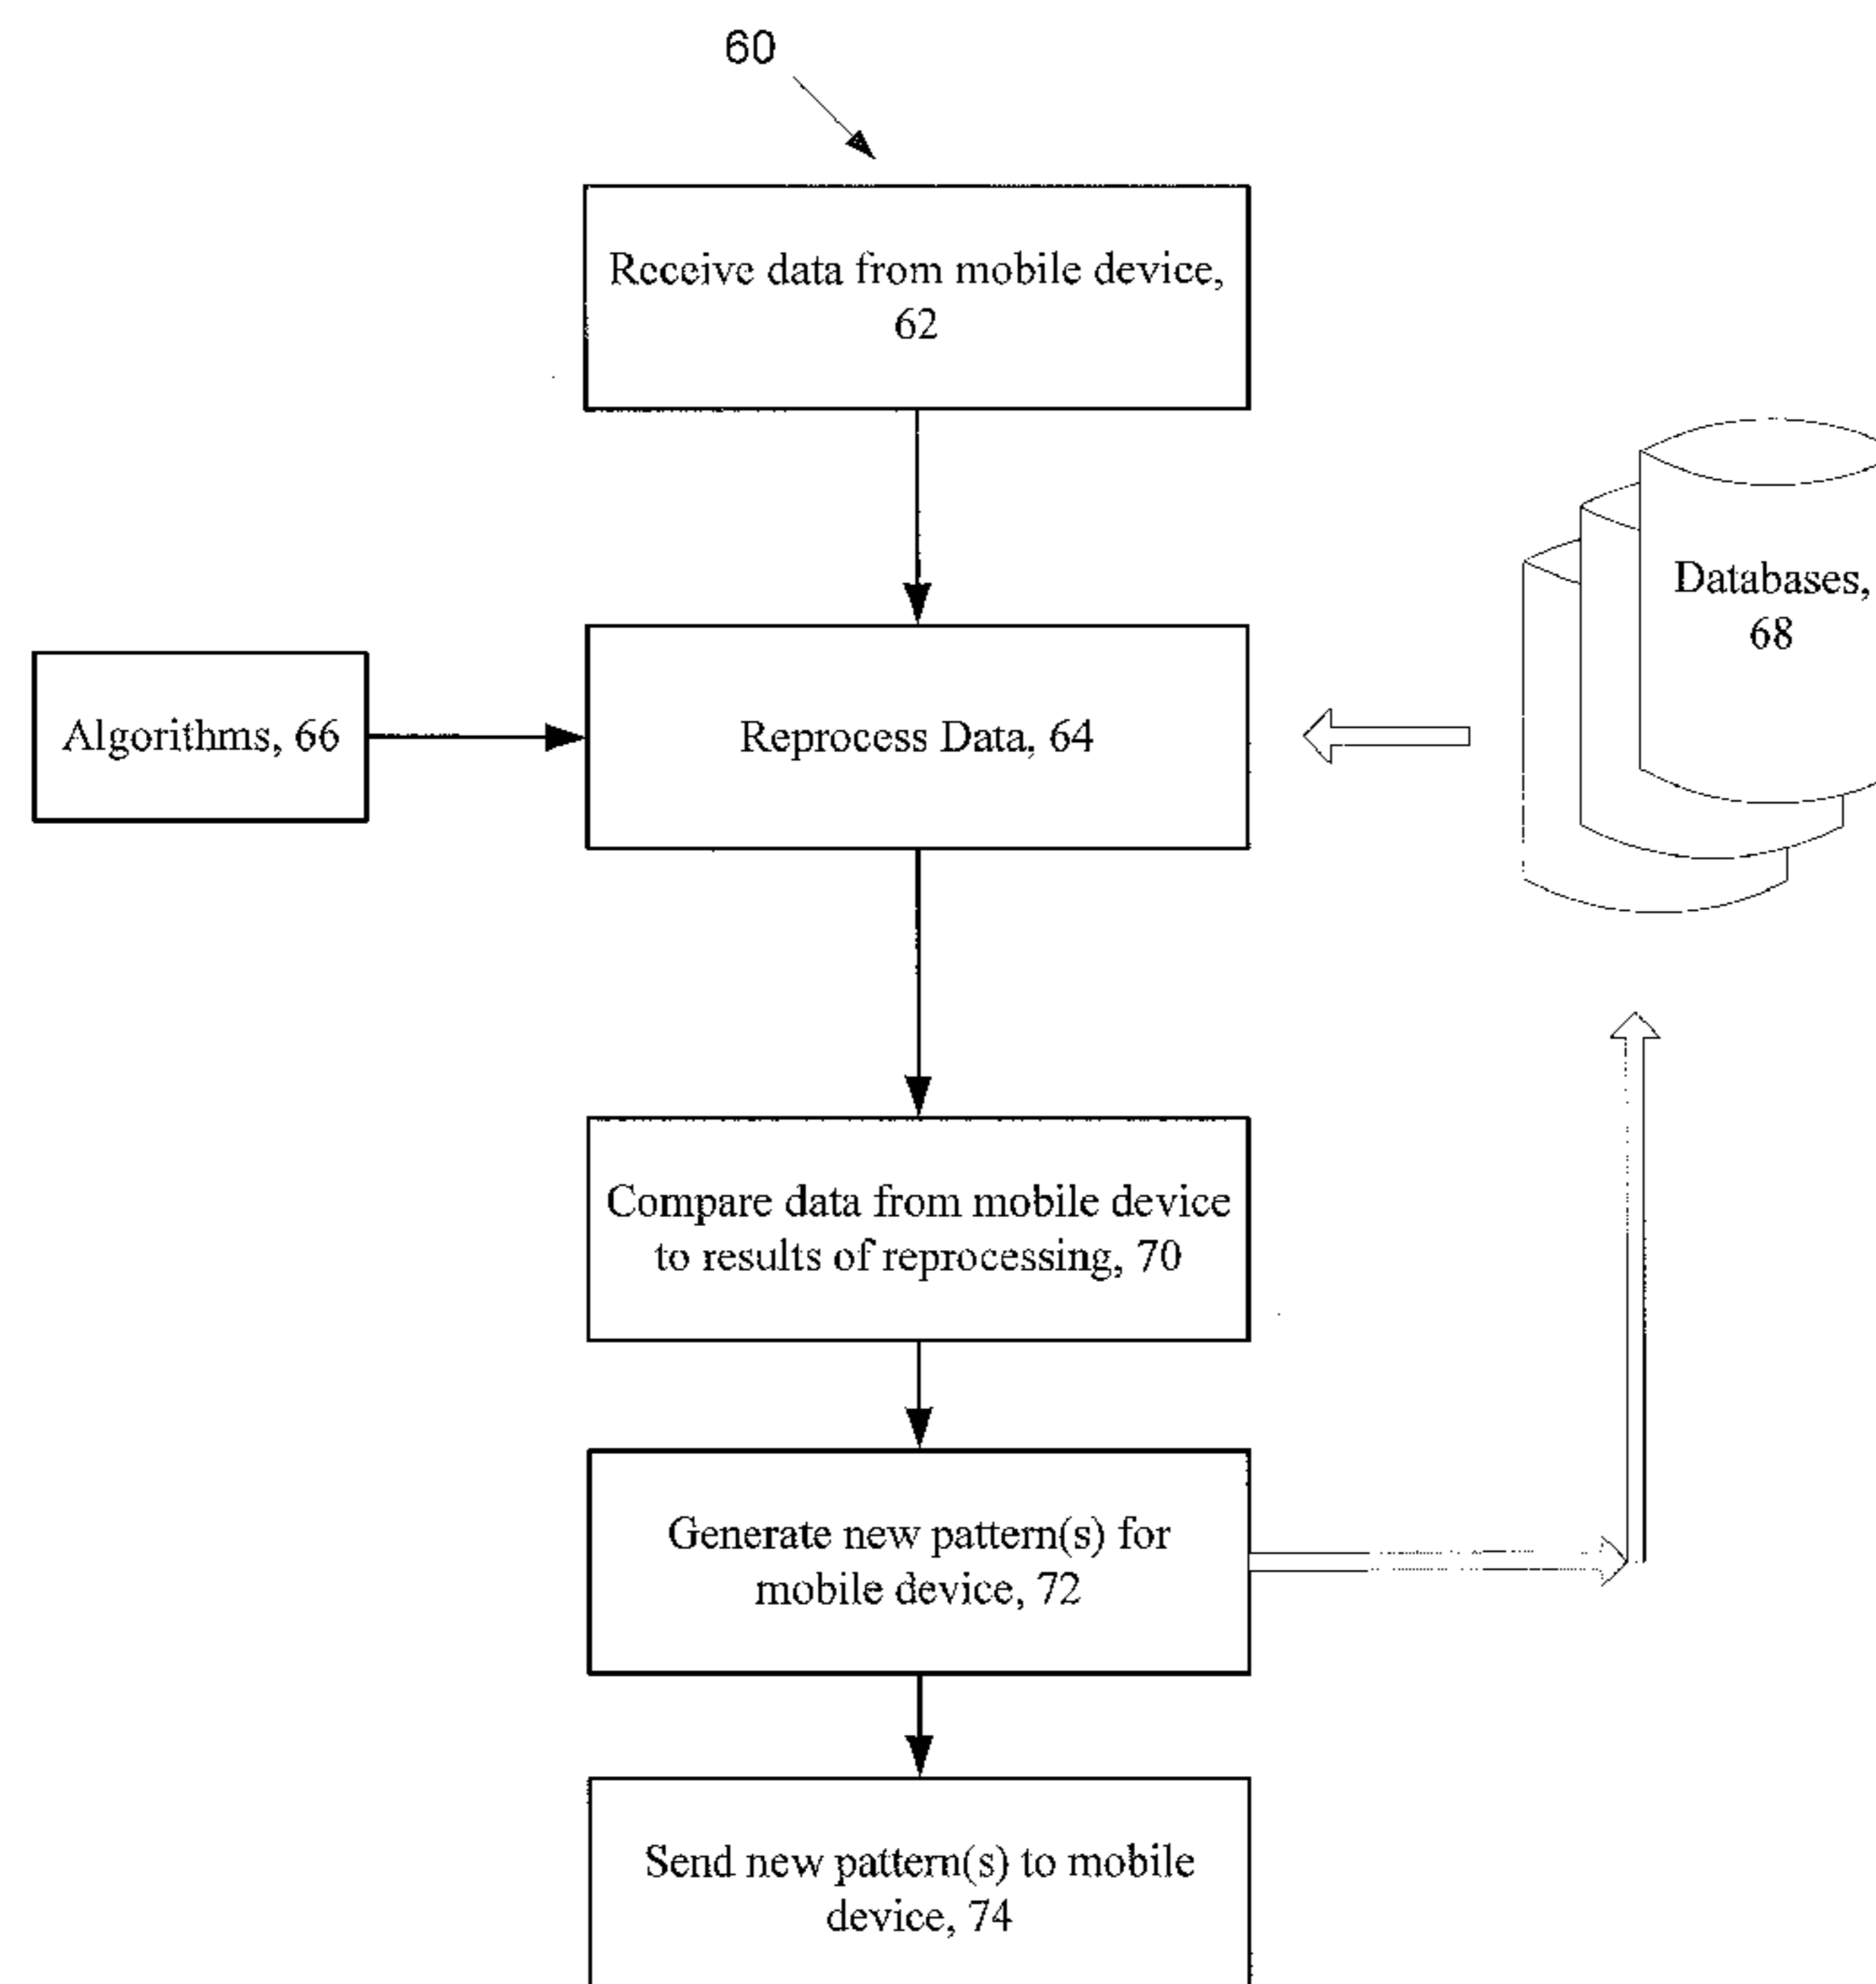 60
Receive data from mobile device,
62
Databases,
68
Algorithms, 66
Reprocess Data, 64
Compare data from mobile device
to results of reprocessing, 70
Generate new pattern(s) for
mobile device, 72
Send new pattern(s) to mobile
device, 74